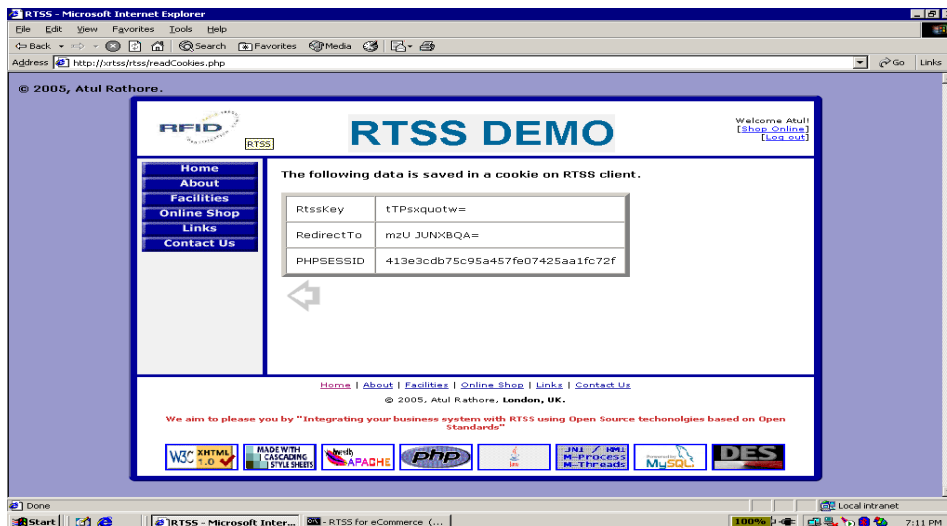 RTSS - Microsoft Internet Explorer
File Edit View Favorites Tools Help
Back Search Favorites Media
Address http://xrtss/rtss/readCookies.php Go Links
© 2005, Atul Rathore.
RFID
RTSS
RTSS DEMO
Welcome Atul!
[Shop Online]
[Log out]
Home
About
Facilities
Online Shop
Links
Contact Us
The following data is saved in a cookie on RTSS client.
RtssKey tTPsxquotw=
RedirectTo mzU JUNXBQA=
PHPSESSID 413e3cdb75c95a457fe07425aa1fc72f
Home | About | Facilities | Online Shop | Links | Contact Us
© 2005, Atul Rathore, London, UK.
We aim to please you by "Integrating your business system with RTSS using Open Source techonolgies based on Open
Standards"
W3C XHTML 1.0
MADE WITH CASCADING STYLE SHEETS
APACHE
php
Java
JNI / RMI
M-Process
M-Threads
MySQL
DES
Done Local intranet
Start RTSS - Microsoft Inter... - RTSS for eCommerce (... 100% 7:11 PM